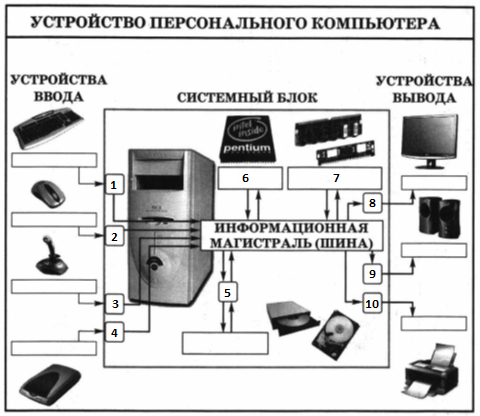 УСТРОЙСТВО ПЕРСОНАЛЬНОГО КОМПЬЮТЕРА
УСТРОЙСТВА
ВВОДА
СИСТЕМНЫЙ БЛОК
УСТРОЙСТВА
ВЫВОДА
intel
inside
pentium
1
6
7
8
2
ИНФОРМАЦИОННАЯ
МАГИСТРАЛЬ (ШИНА)
9
5
3
10
4